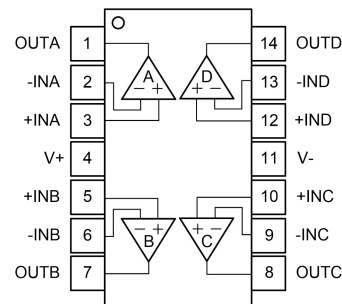 OUTA 1 14 OUTD
A D
-INA 2 13 -IND
− + + −
+INA 3 12 +IND
V+ 4 11 V-
+INB 5 10 +INC
− + + −
-INB 6 9 -INC
B C
OUTB 7 8 OUTC